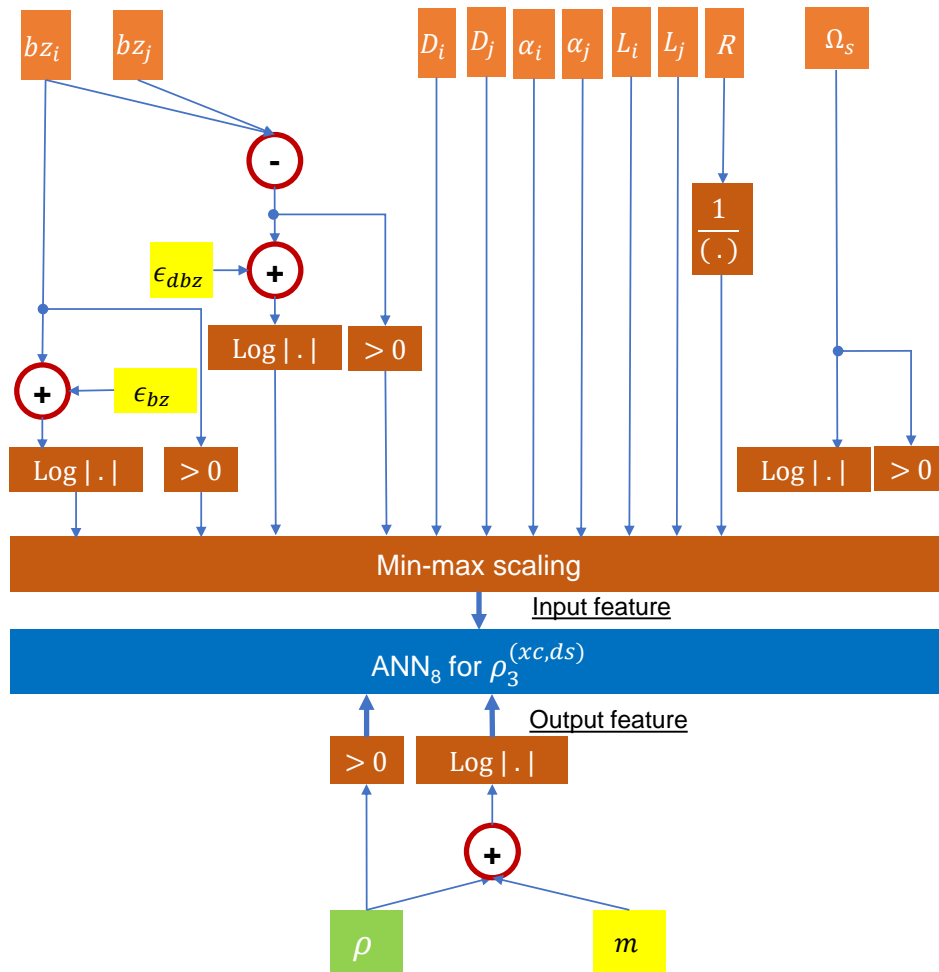 bz_i bz_j D_i D_j α_i α_j L_i L_j R Ω_s
-
1/(.)
ϵ_dbz +
Log|.| > 0
+ ϵ_bz
Log|.| > 0 Log|.| > 0
Min-max scaling
Input feature
ANN₈ for ρ_3^(xc,ds)
Output feature
> 0 Log|.|
+
ρ m